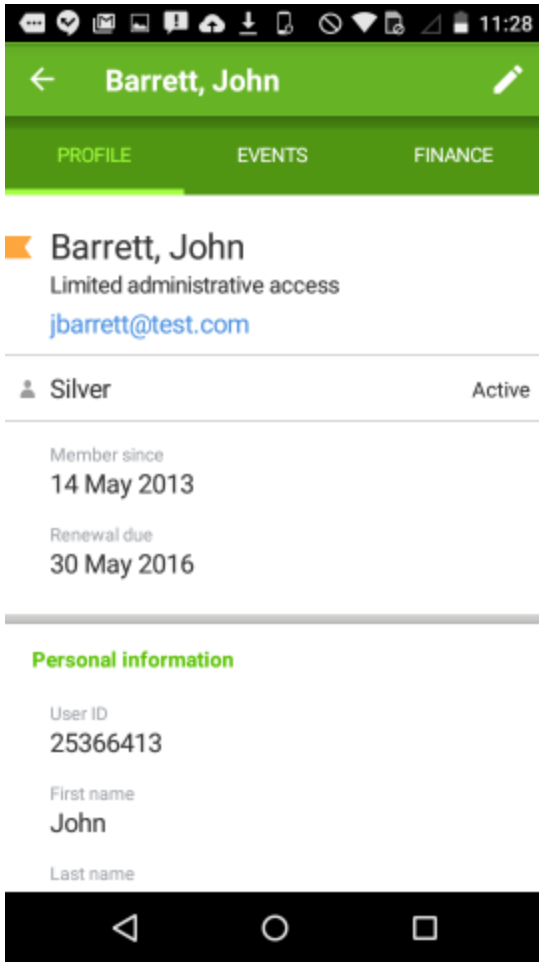 11:28
Barrett, John
PROFILE EVENTS FINANCE
Barrett, John
Limited administrative access
jbarrett@test.com
Silver Active
Member since
14 May 2013
Renewal due
30 May 2016
Personal information
User ID
25366413
First name
John
Last name